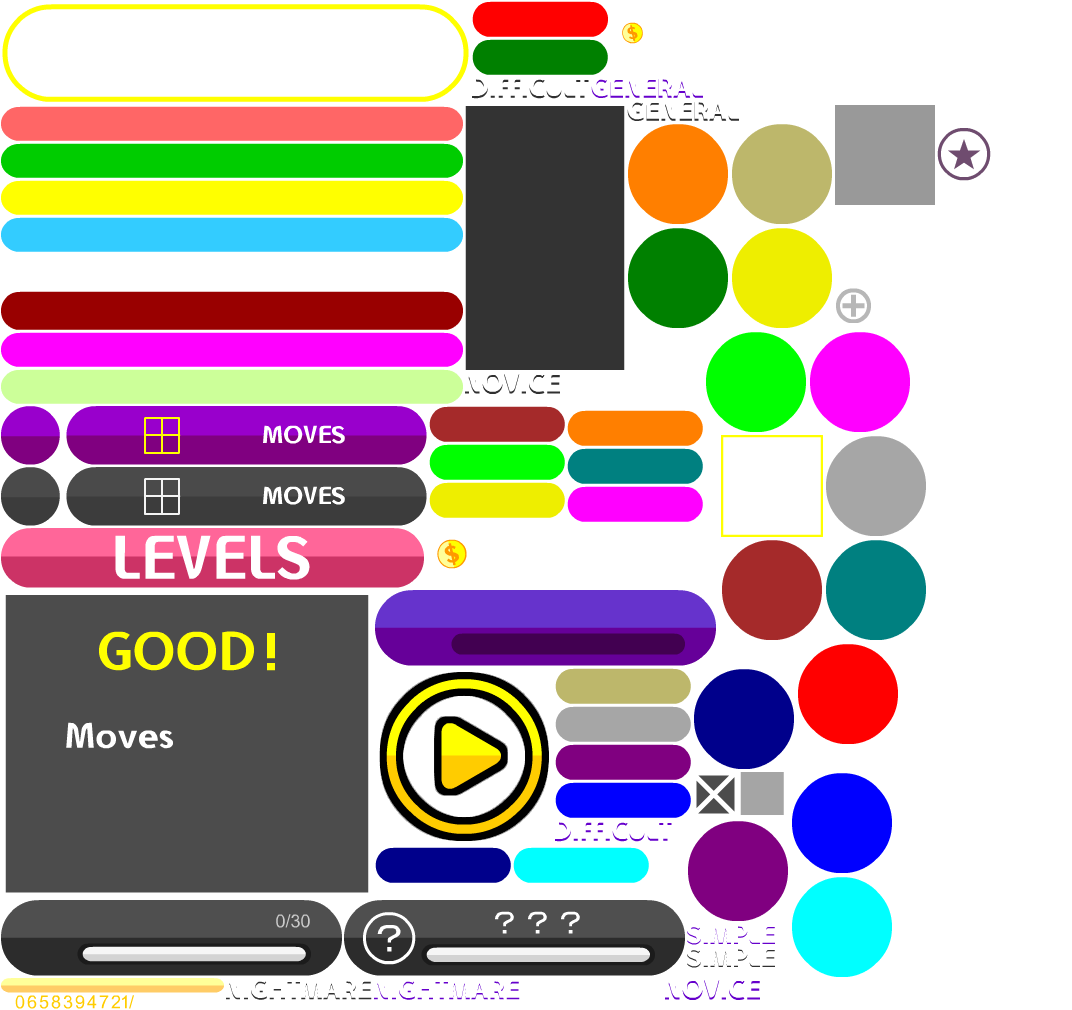 DIFFICULT GENERAL
GENERAL
NOVICE
MOVES
MOVES
LEVELS
GOOD!
Moves
DIFFICULT
0/30
? ? ?
?
SIMPLE
SIMPLE
NIGHTMARE NIGHTMARE
NOVICE
0658394721/